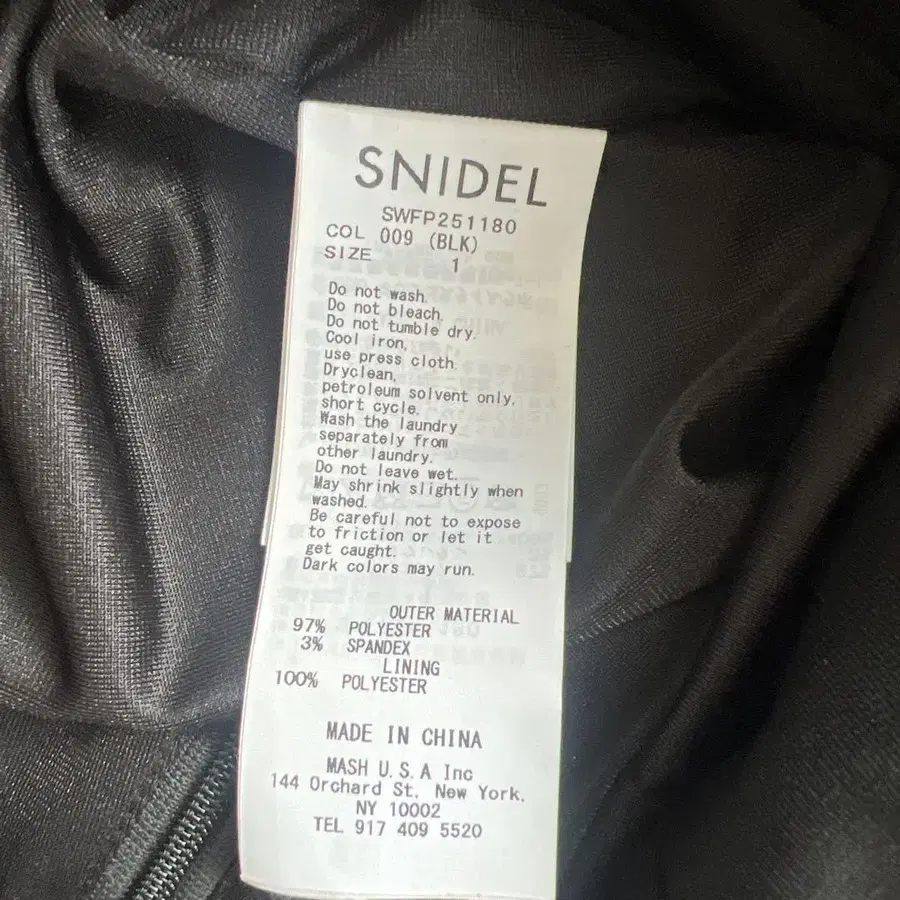 SNIDEL
SWFP251180
COL 009 (BLK)
SIZE 1
Do not wash.
Do not bleach.
Do not tumble dry.
Cool iron,
use press cloth.
Dryclean,
petroleum solvent only.
short cycle.
Wash the laundry
separately from
other laundry.
Do not leave wet.
May shrink slightly when
washed.
Be careful not to expose
to friction or let it
get caught.
Dark colors may run.
OUTER MATERIAL
97% POLYESTER
3% SPANDEX
LINING
100% POLYESTER
MADE IN CHINA
MASH U.S.A Inc
144 Orchard St, New York,
NY 10002
TEL 917 409 5520